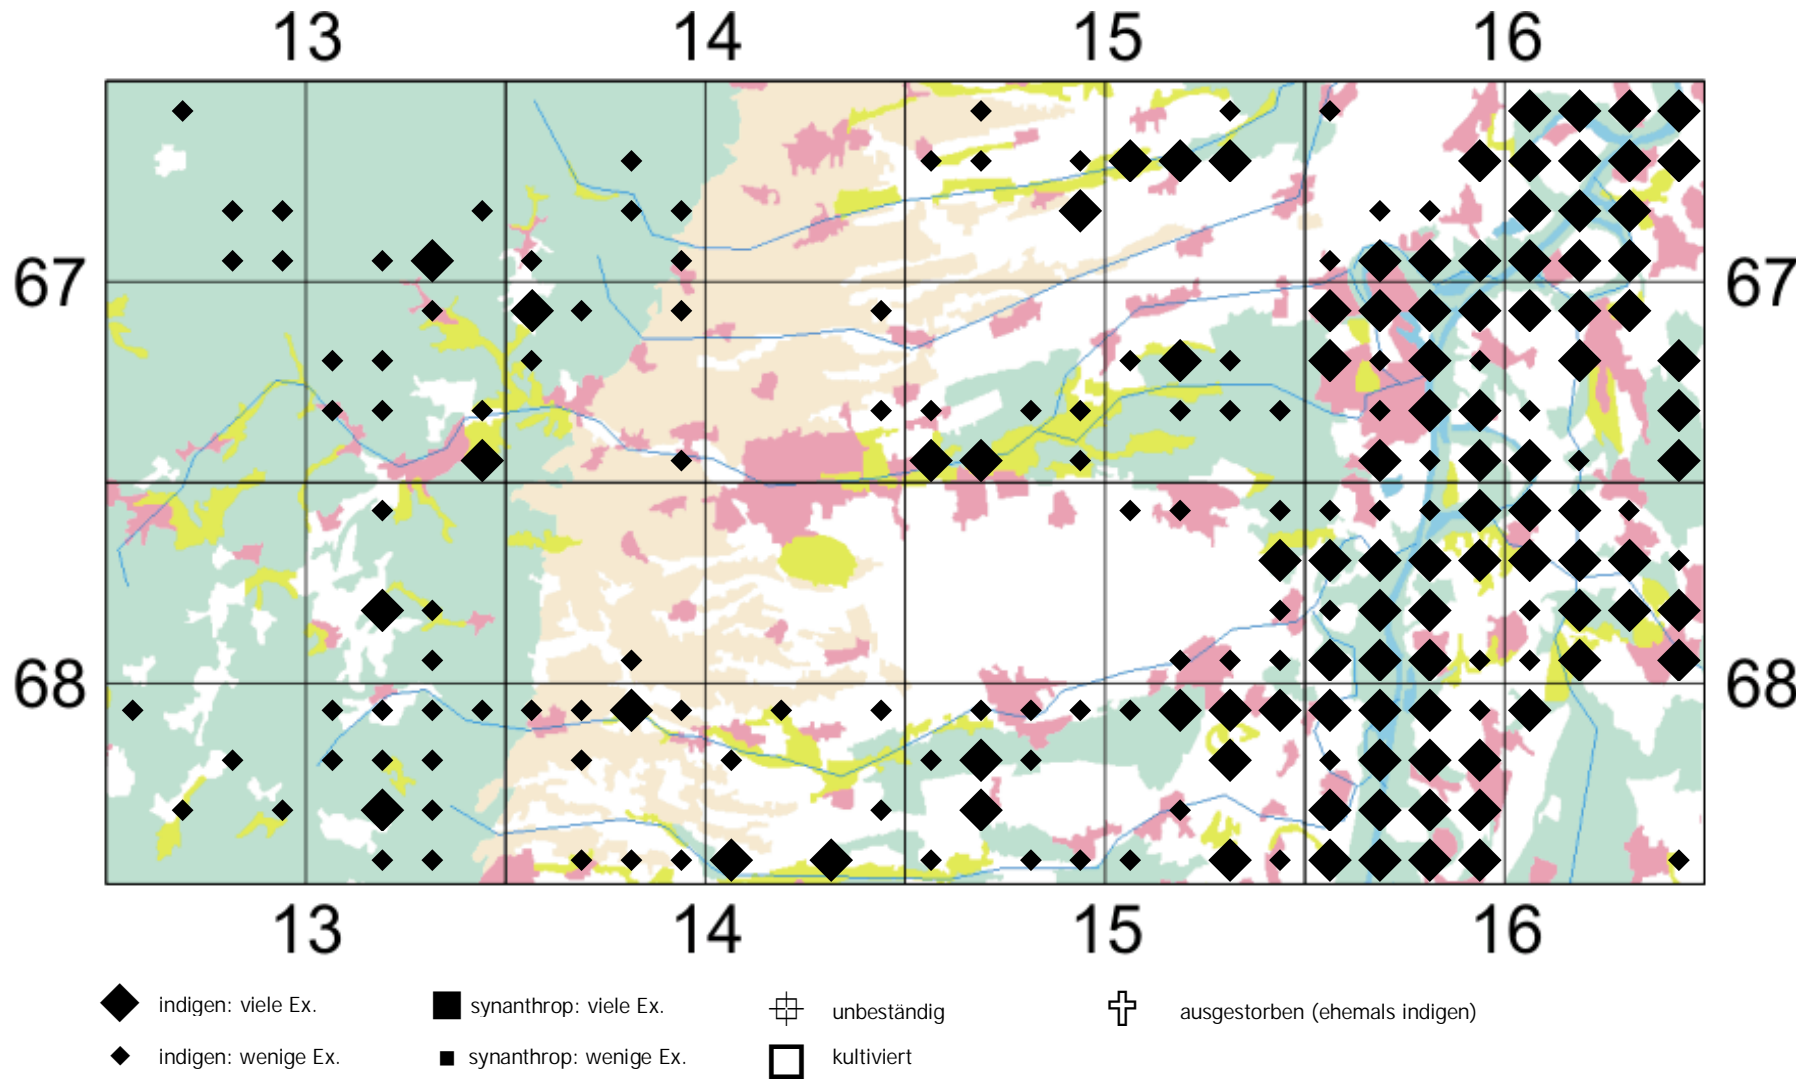 13 14 15 16
67 67
68 68
13 14 15 16
indigen: viele Ex. synanthrop: viele Ex. unbeständig ausgestorben (ehemals indigen)
indigen: wenige Ex. synanthrop: wenige Ex. kultiviert